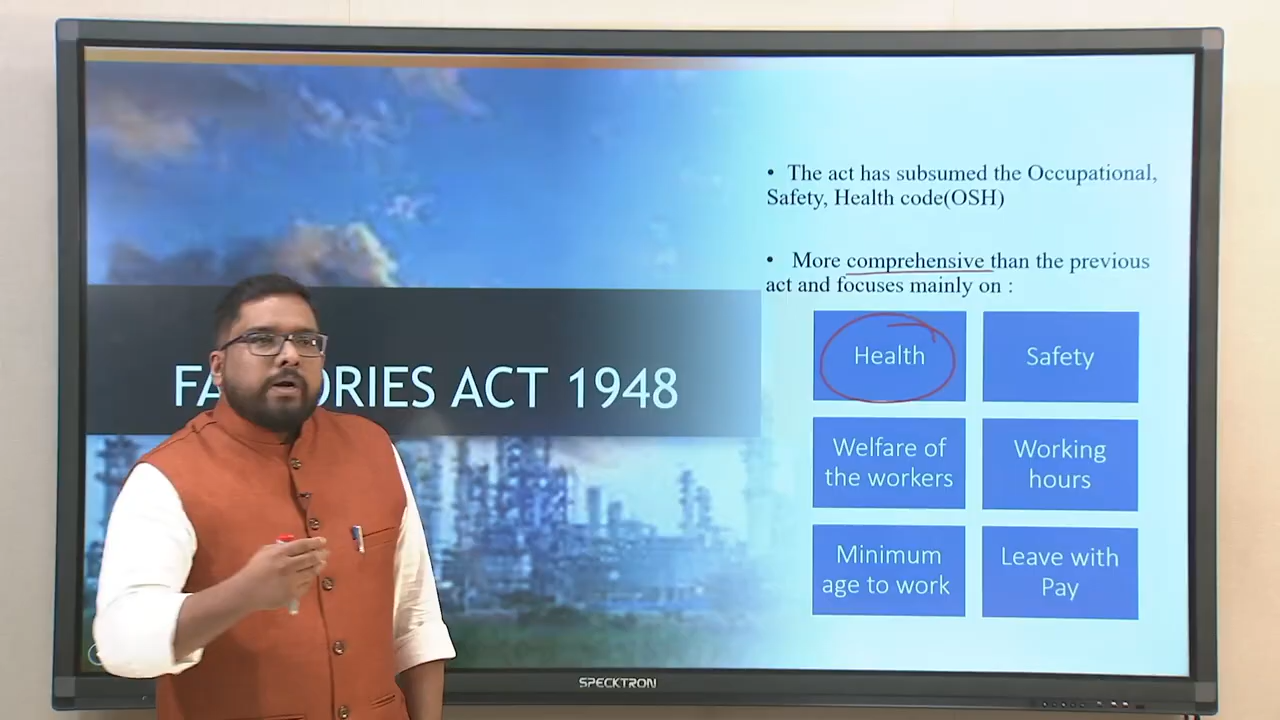 • The act has subsumed the Occupational,
Safety, Health code(OSH)
• More comprehensive than the previous
act and focuses mainly on :
Health
Safety
FA ORIES ACT 1948
Welfare of
the workers
Working
hours
Minimum
age to work
Leave with
Pay
SPECKTRON